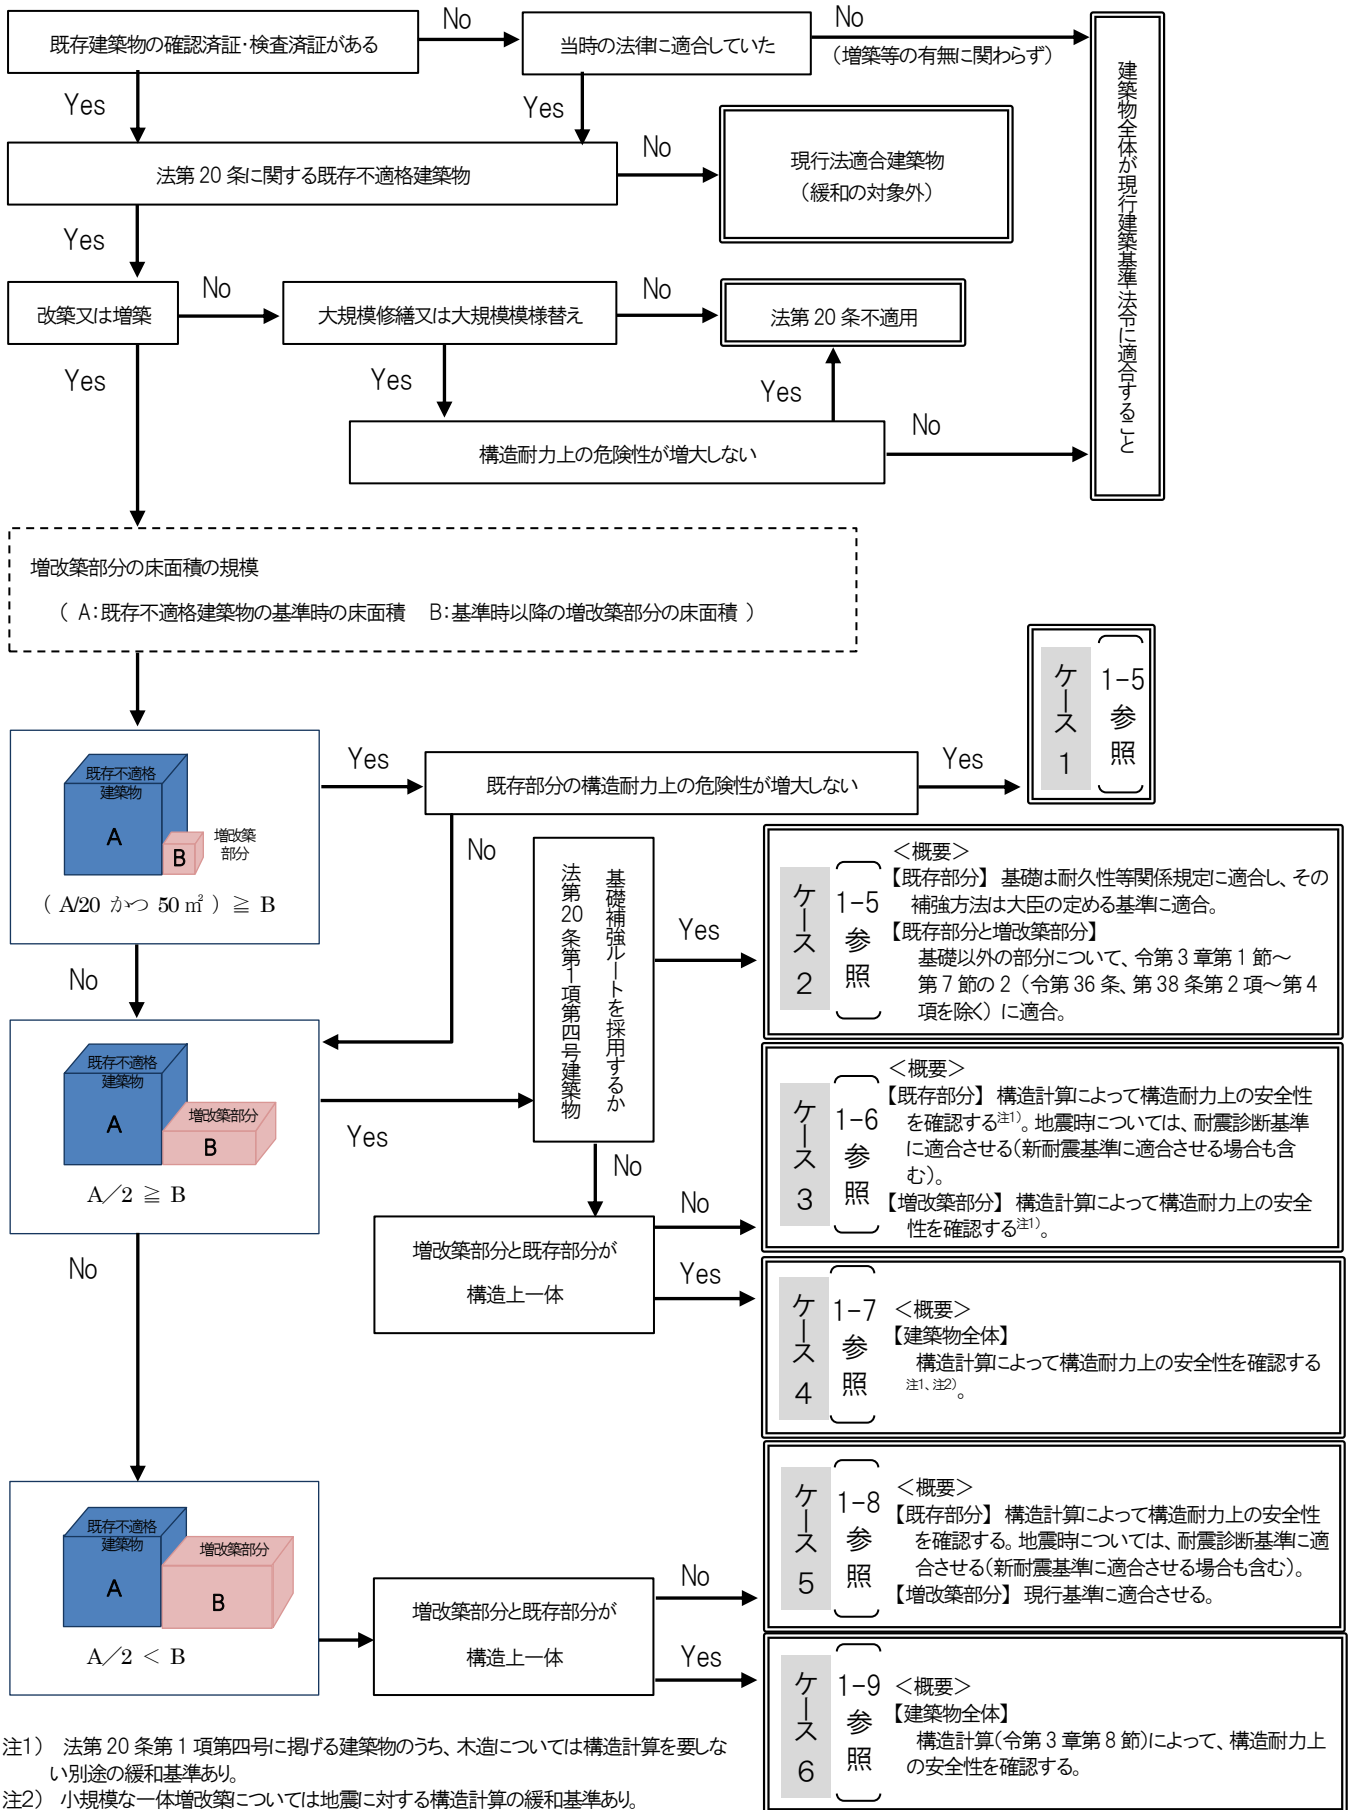 既存建築物の確認済証・検査済証がある
No
当時の法律に適合していた
No
（増築等の有無に関わらず）
建築物全体が現行建築基準法令に適合すること
Yes
Yes
法第20条に関する既存不適格建築物
No
現行法適合建築物
（緩和の対象外）
Yes
改築又は増築
No
大規模修繕又は大規模模様替え
No
法第20条不適用
Yes
Yes
Yes
構造耐力上の危険性が増大しない
No
増改築部分の床面積の規模
（ A：既存不適格建築物の基準時の床面積　B：基準時以降の増改築部分の床面積 ）
既存不適格
建築物
A
B
増改築
部分
（ A/20 かつ 50 ㎡ ） ≧ B
Yes
既存部分の構造耐力上の危険性が増大しない
Yes
ケース1
1-5参照
No
No
既存不適格
建築物
A
増改築部分
B
A／2 ≧ B
Yes
基礎補強ルートを採用するか
法第20条第1項第四号建築物
Yes
ケース2
1-5参照
＜概要＞
【既存部分】 基礎は耐久性等関係規定に適合し、その
補強方法は大臣の定める基準に適合。
【既存部分と増改築部分】
基礎以外の部分について、令第3章第1節～
第7節の2（令第36条、第38条第2項～第4
項を除く）に適合。
No
増改築部分と既存部分が
構造上一体
No
ケース3
1-6参照
＜概要＞
【既存部分】 構造計算によって構造耐力上の安全性
を確認する注1)。地震時については、耐震診断基準
に適合させる（新耐震基準に適合させる場合も含
む）。
【増改築部分】 構造計算によって構造耐力上の安全
性を確認する注1)。
Yes
ケース4
1-7参照
＜概要＞
【建築物全体】
構造計算によって構造耐力上の安全性を確認する
注1、注2)。
No
既存不適格
建築物
A
増改築部分
B
A／2 ＜ B
増改築部分と既存部分が
構造上一体
No
ケース5
1-8参照
＜概要＞
【既存部分】 構造計算によって構造耐力上の安全性
を確認する。地震時については、耐震診断基準に適
合させる（新耐震基準に適合させる場合も含む）。
【増改築部分】 現行基準に適合させる。
Yes
ケース6
1-9参照
＜概要＞
【建築物全体】
構造計算（令第3章第8節）によって、構造耐力上
の安全性を確認する。
注1）　法第20条第1項第四号に掲げる建築物のうち、木造については構造計算を要しな
い別途の緩和基準あり。
注2）　小規模な一体増改築については地震に対する構造計算の緩和基準あり。